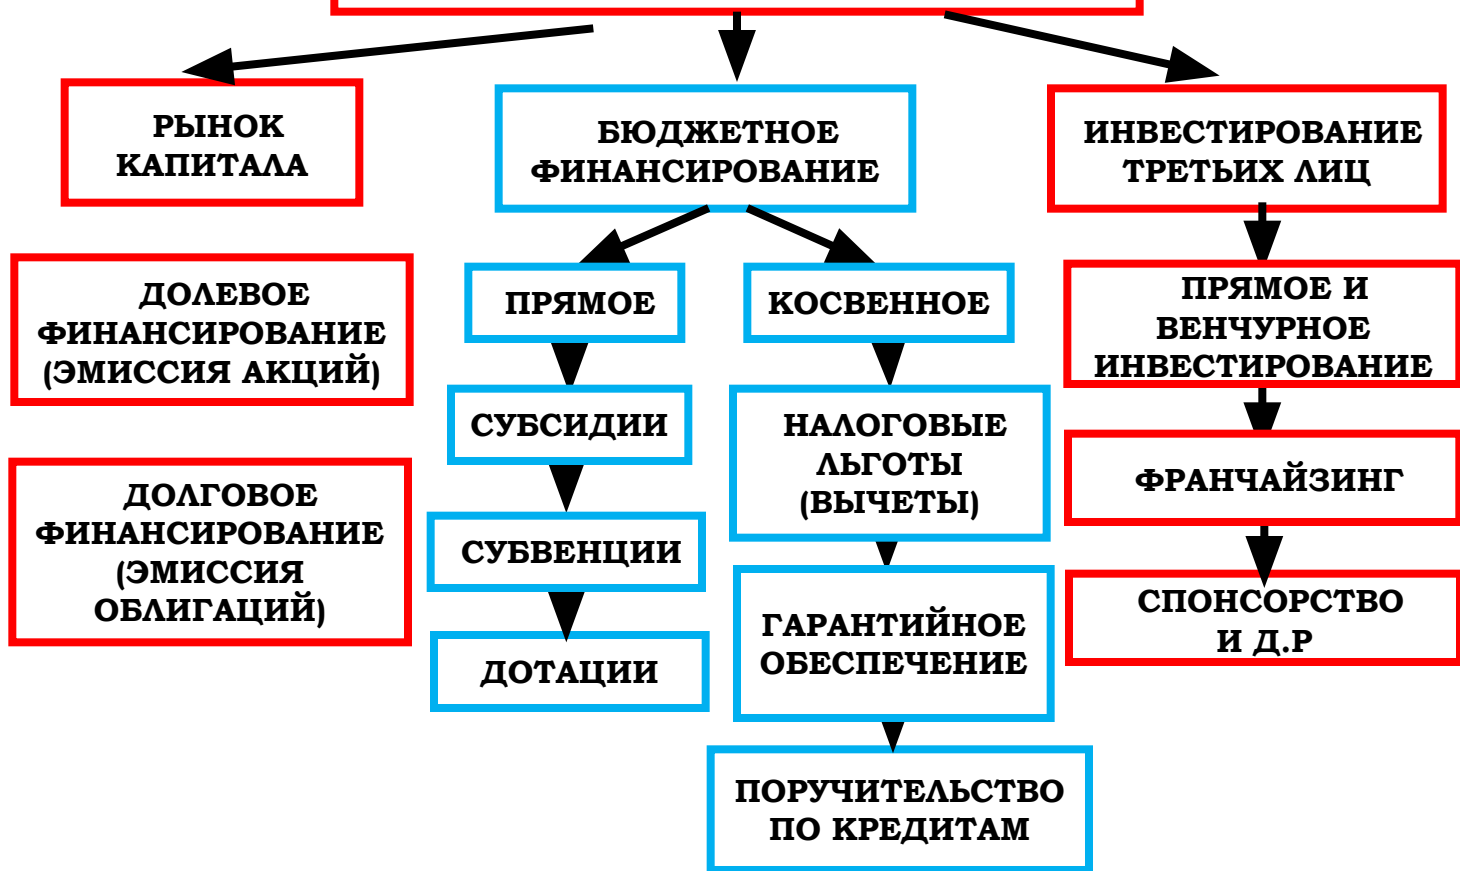 РЫНОК
КАПИТАЛА
БЮДЖЕТНОЕ
ФИНАНСИРОВАНИЕ
ИНВЕСТИРОВАНИЕ
ТРЕТЬИХ ЛИЦ
ДОЛЕВОЕ
ФИНАНСИРОВАНИЕ
(ЭМИССИЯ АКЦИЙ)
ДОЛГОВОЕ
ФИНАНСИРОВАНИЕ
(ЭМИССИЯ
ОБЛИГАЦИЙ)
ПРЯМОЕ
СУБСИДИИ
СУБВЕНЦИИ
ДОТАЦИИ
КОСВЕННОЕ
НАЛОГОВЫЕ
ЛЬГОТЫ
(ВЫЧЕТЫ)
ГАРАНТИЙНОЕ
ОБЕСПЕЧЕНИЕ
ПОРУЧИТЕЛЬСТВО
ПО КРЕДИТАМ
ПРЯМОЕ И
ВЕНЧУРНОЕ
ИНВЕСТИРОВАНИЕ
ФРАНЧАЙЗИНГ
СПОНСОРСТВО
И Д.Р